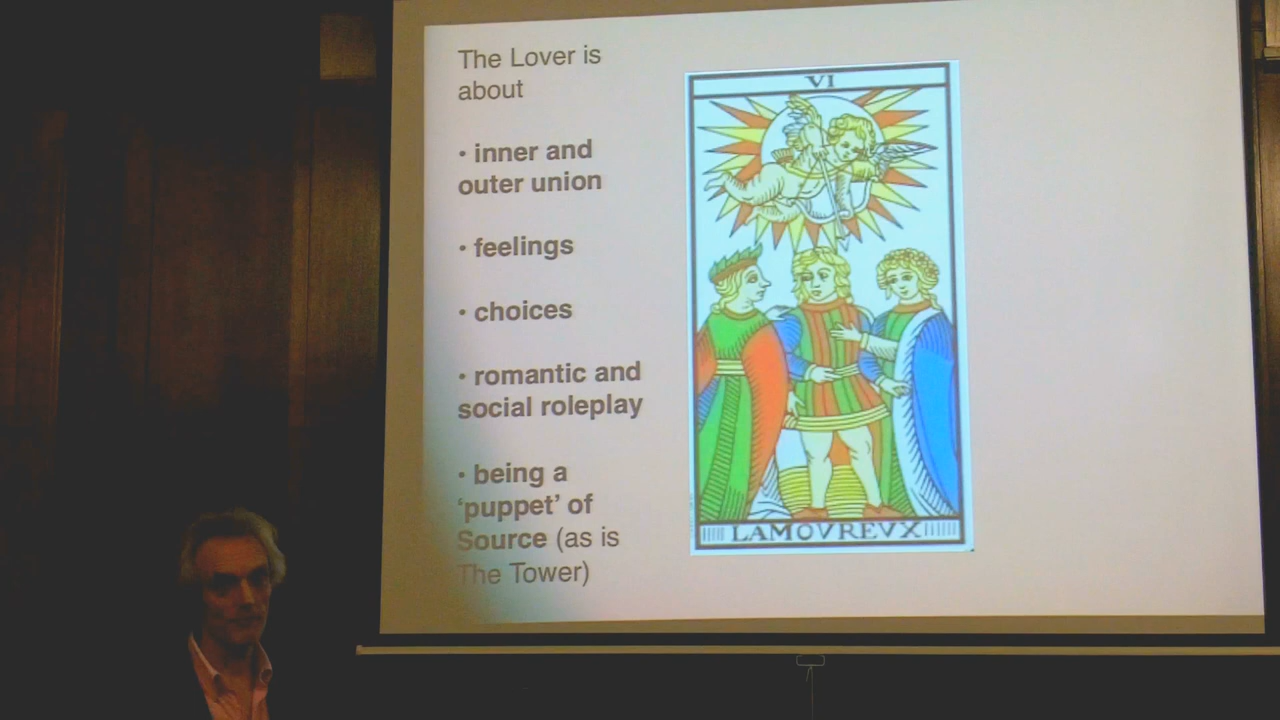 The Lover is
about
• inner and
outer union
• feelings
• choices
• romantic and
social roleplay
• being a
‘puppet’ of
Source (as is
The Tower)
VI
LAMOVREVX